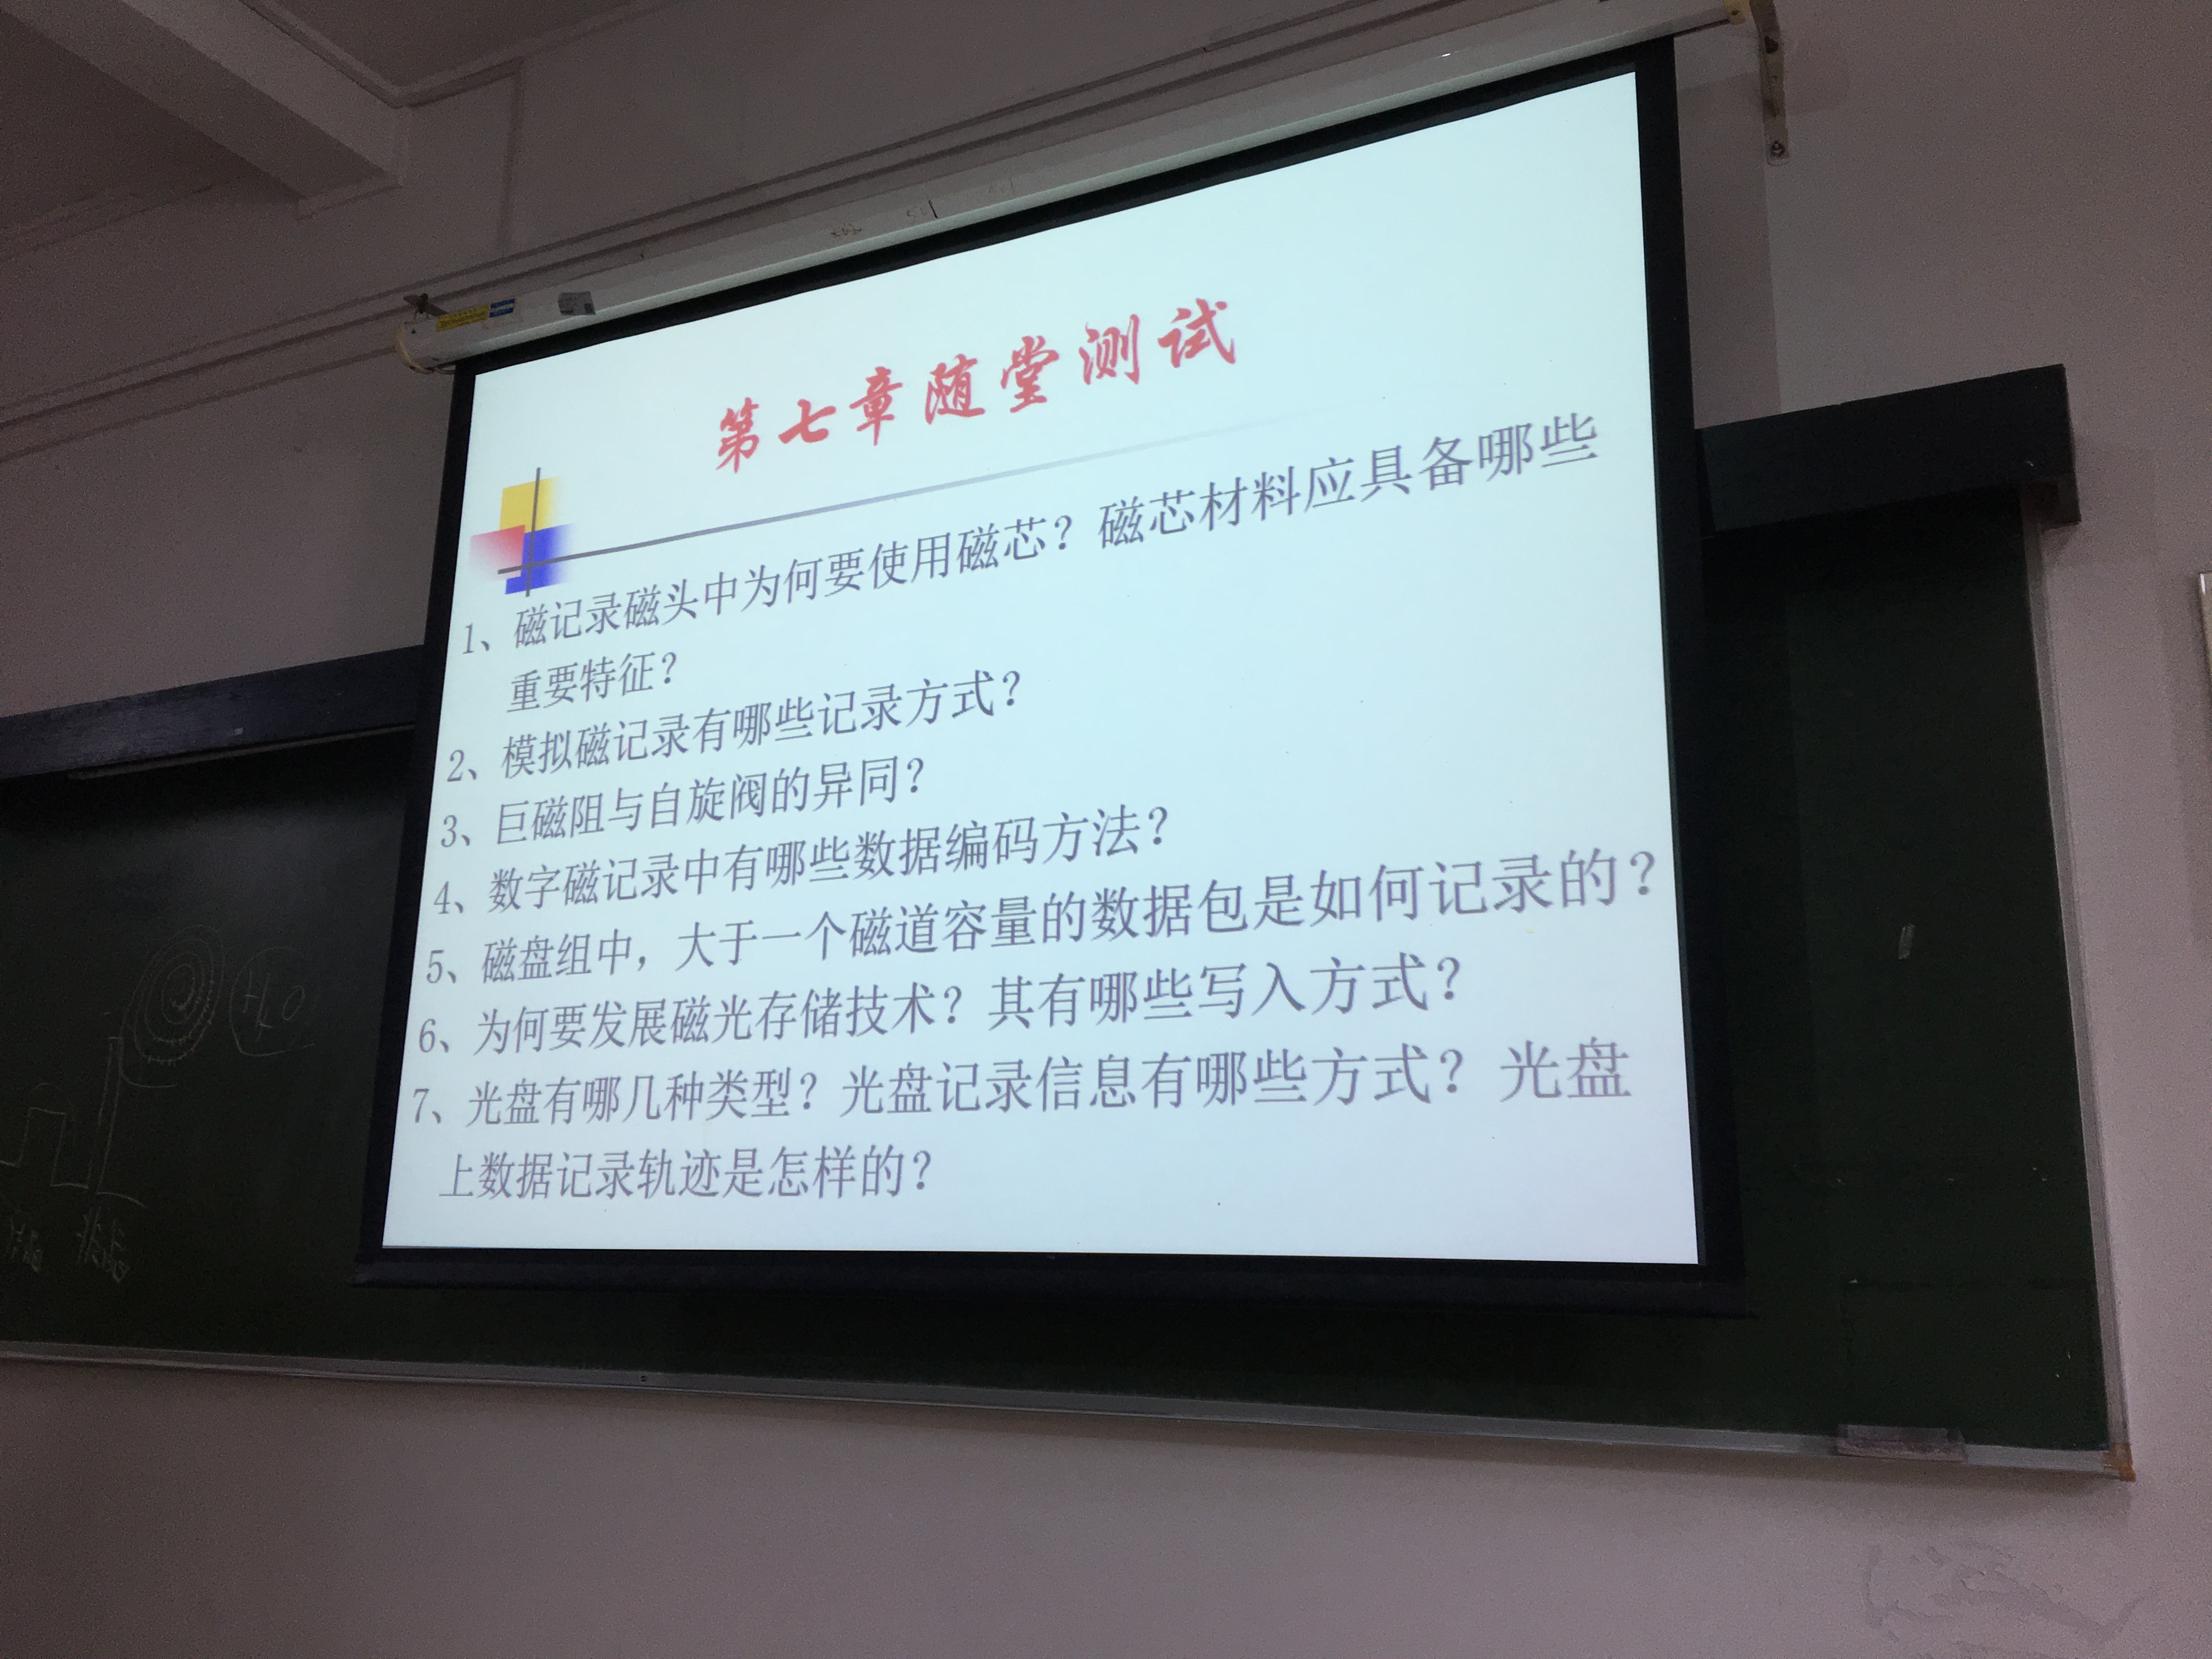 第七章随堂测试
1、磁记录磁头中为何要使用磁芯？磁芯材料应具备哪些
重要特征？
2、模拟磁记录有哪些记录方式？
3、巨磁阻与自旋阀的异同？
4、数字磁记录中有哪些数据编码方法？
5、磁盘组中，大于一个磁道容量的数据包是如何记录的？
6、为何要发展磁光存储技术？其有哪些写入方式？
7、光盘有哪几种类型？光盘记录信息有哪些方式？光盘
上数据记录轨迹是怎样的？